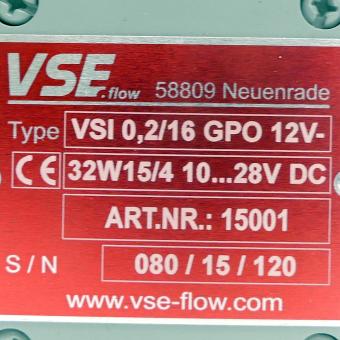 VSE.flow 58809 Neuenrade
Type VSI 0,2/16 GPO 12V-
CE 32W15/4 10...28V DC
ART.NR.: 15001
S / N 080 / 15 / 120
www.vse-flow.com